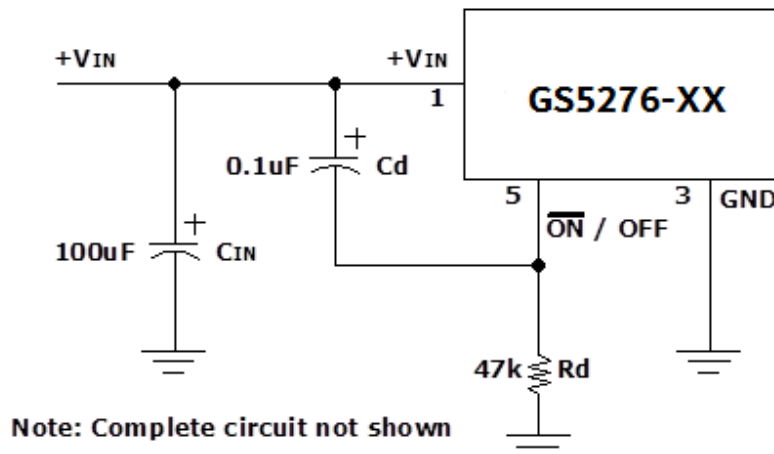 +VIN
+VIN
1
GS5276-XX
+
0.1uF
Cd
5
3
GND
ON / OFF
+
100uF
CIN
47k
Rd
Note: Complete circuit not shown